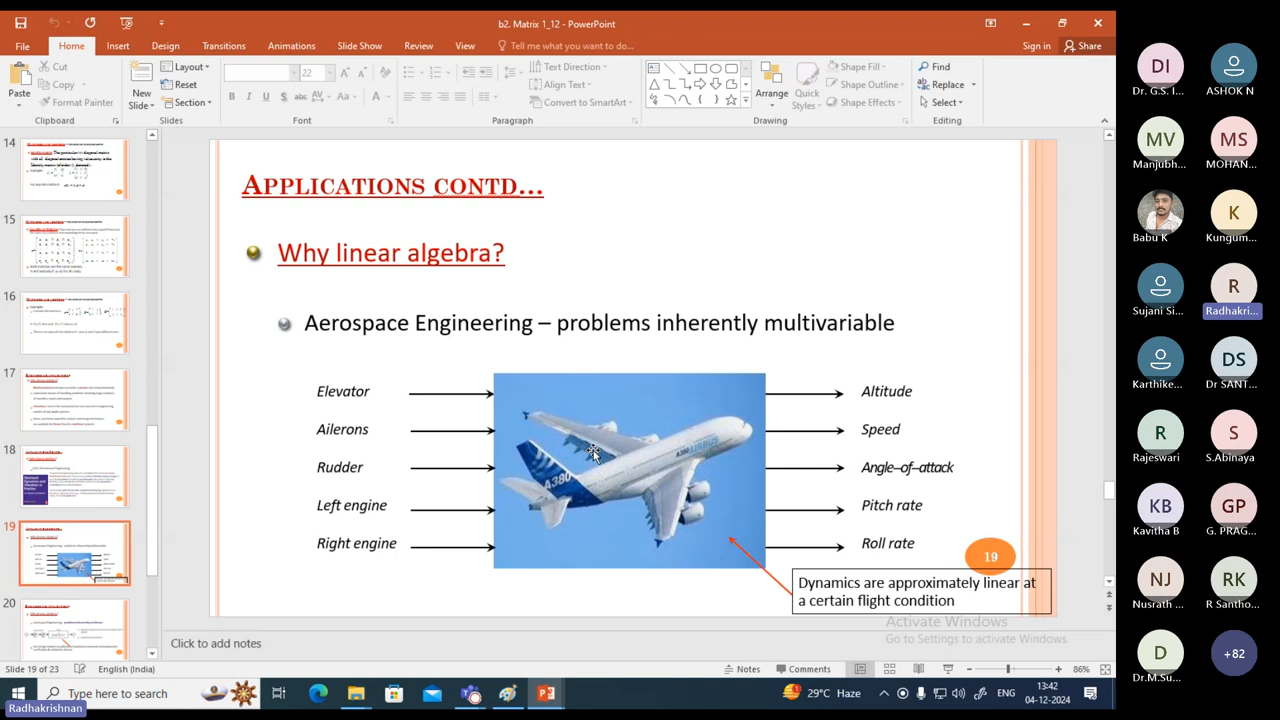 b2. Matrix 1_12 - PowerPoint
File Home Insert Design Transitions Animations Slide Show Review View Tell me what you want to do... Sign in Share
Paste Cut Copy Format Painter Clipboard
New Slide Layout Reset Section Slides
22
Font
Text Direction Align Text Convert to SmartArt Paragraph
Arrange Quick Styles Shape Fill Shape Outline Shape Effects Drawing
Find Replace Select Editing
14
15
16
17
18
19
20
APPLICATIONS CONTD...
Why linear algebra?
Aerospace Engineering – problems inherently multivariable
Elevator Altitude
Ailerons Speed
Rudder Angle–of–attack
Left engine Pitch rate
Right engine Roll rate
A380 AIRBUS
A380
19
Dynamics are approximately linear at
a certain flight condition
Activate Windows
Go to Settings to activate Windows.
Click to add notes
Slide 19 of 23 English (India) Notes Comments 86%
Type here to search 29°C Haze ENG 13:42
04-12-2024
Radhakrishnan
DI
Dr. G.S. I...
ASHOK N
MV
Manjubh...
MS
MOHAN...
Babu K
K
Kungum...
Sujani Si...
R
Radhakri...
Karthike...
DS
Dr SANT...
R
Rajeswari
S
S.Abinaya
KB
Kavitha B
GP
G. PRAG...
NJ
Nusrath ...
RK
R Santho...
D
Dr.M.Su...
+82